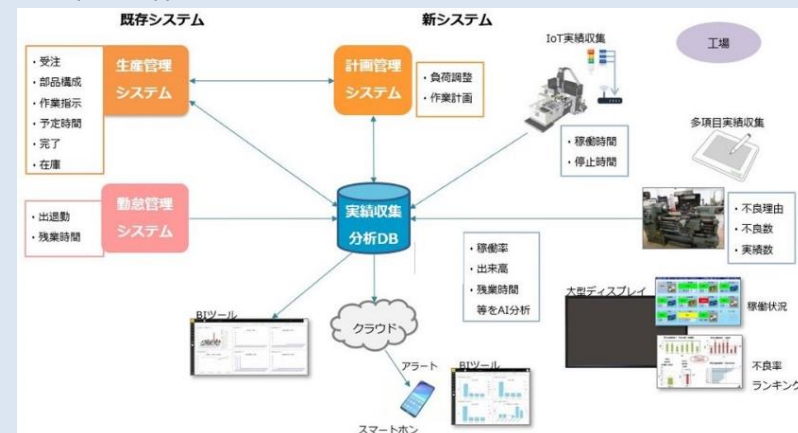 既存システム
新システム
・受注
・部品構成
・作業指示
・予定時間
・完了
・在庫
生産管理
システム
計画管理
システム
・負荷調整
・作業計画
IoT実績収集
工場
・稼働時間
・停止時間
多項目実績収集
・出退勤
・残業時間
勤怠管理
システム
実績収集
分析DB
・不良理由
・不良数
・実績数
・稼働率
・出来高
・残業時間
等をAI分析
大型ディスプレイ
稼働状況
BIツール
クラウド
アラート
BIツール
スマートホン
不良率
ランキング